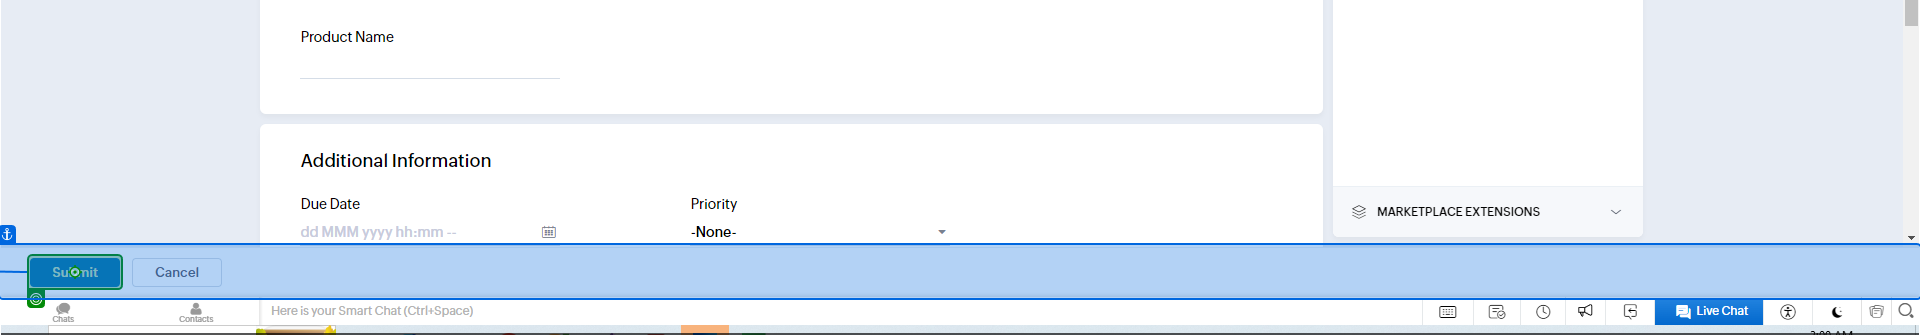 Product Name
Additional Information
Due Date
Priority
dd MMM yyyy hh:mm --
-None-
MARKETPLACE EXTENSIONS
Submit
Cancel
Chats
Contacts
Here is your Smart Chat (Ctrl+Space)
Live Chat